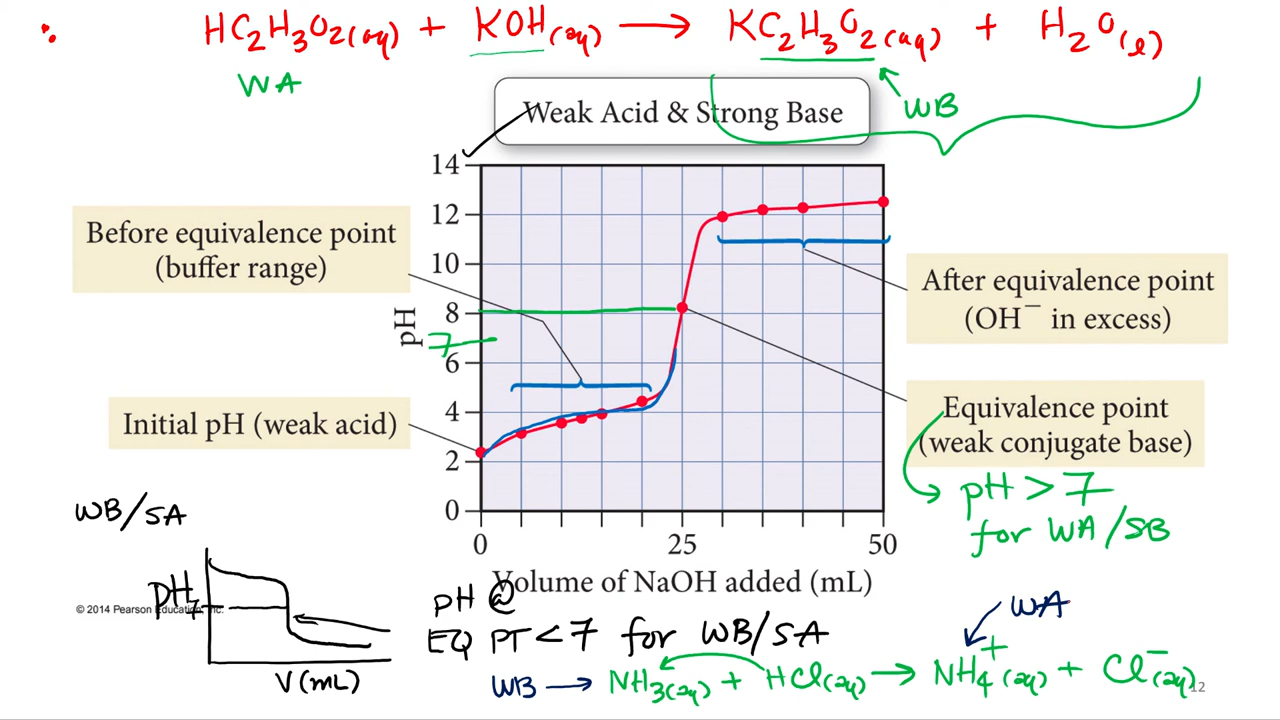 HC2H3O2(aq) + KOH(aq) → KC2H3O2(aq) + H2O(l)
WA
WB
Weak Acid & Strong Base
14
12
10
8
7
6
4
2
0
pH
Before equivalence point
(buffer range)
Initial pH (weak acid)
After equivalence point
(OH⁻ in excess)
Equivalence point
(weak conjugate base)
pH > 7
for WA/SB
0 25 50
Volume of NaOH added (mL)
WB/SA
pH
7
V(mL)
© 2014 Pearson Education, Inc.
pH @
EQ PT < 7 for WB/SA
WA
WB → NH3(aq) + HCl(aq) → NH4+(aq) + Cl⁻(aq)
12